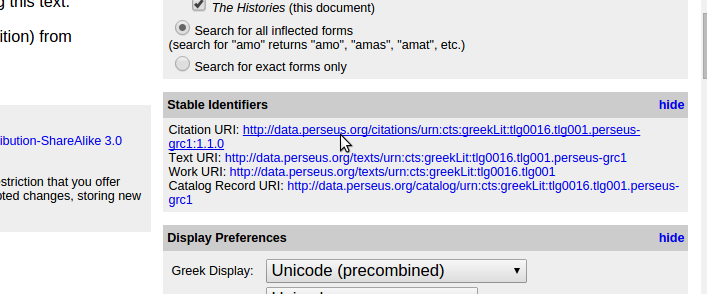 ng this text.
ition) from
ibution-ShareAlike 3.0
estriction that you offer
oted changes, storing new
The Histories (this document)
Search for all inflected forms
(search for "amo" returns "amo", "amas", "amat", etc.)
Search for exact forms only
Stable Identifiers hide
Citation URI: http://data.perseus.org/citations/urn:cts:greekLit:tlg0016.tlg001.perseus-
grc1:1.1.0
Text URI: http://data.perseus.org/texts/urn:cts:greekLit:tlg0016.tlg001.perseus-grc1
Work URI: http://data.perseus.org/texts/urn:cts:greekLit:tlg0016.tlg001
Catalog Record URI: http://data.perseus.org/catalog/urn:cts:greekLit:tlg0016.tlg001.perseus-
grc1
Display Preferences hide
Greek Display: Unicode (precombined)